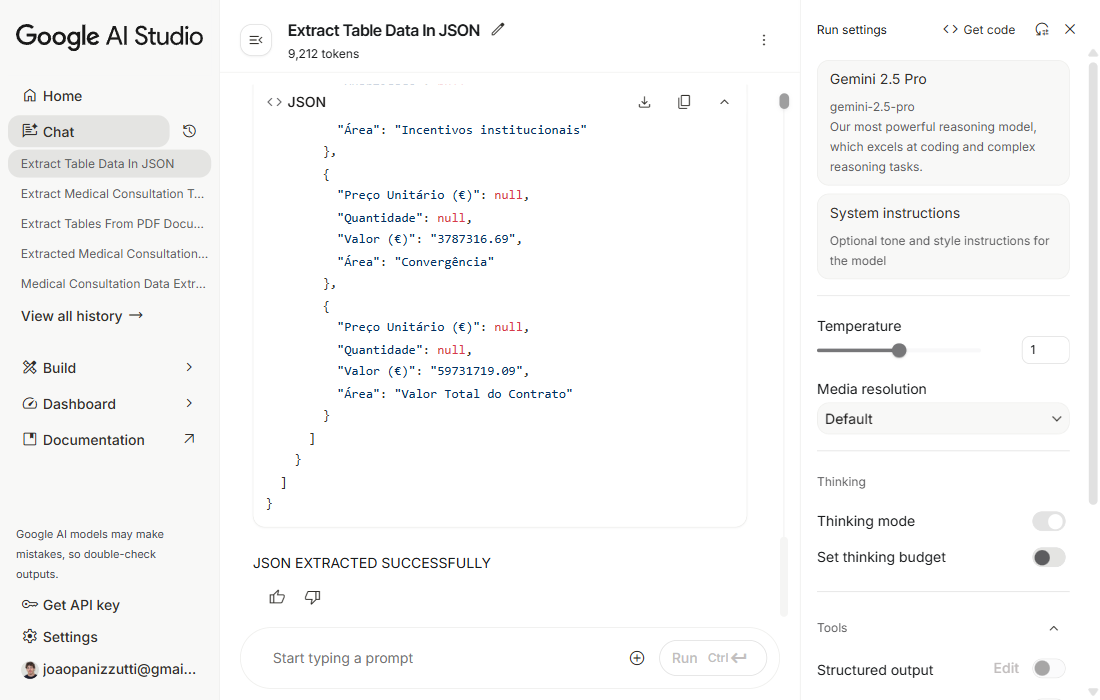 Google AI Studio
Home
Chat
Extract Table Data In JSON
Extract Medical Consultation T...
Extract Tables From PDF Docu...
Extracted Medical Consultation...
Medical Consultation Data Extr...
View all history
Build
Dashboard
Documentation
Google AI models may make
mistakes, so double-check
outputs.
Get API key
Settings
joaopanizzutti@gmai...
Extract Table Data In JSON
9,212 tokens
JSON
"Área": "Incentivos institucionais"
},
{
"Preço Unitário (€)": null,
"Quantidade": null,
"Valor (€)": "3787316.69",
"Área": "Convergência"
},
{
"Preço Unitário (€)": null,
"Quantidade": null,
"Valor (€)": "59731719.09",
"Área": "Valor Total do Contrato"
}
]
}
]
}
JSON EXTRACTED SUCCESSFULLY
Start typing a prompt
Run Ctrl
Run settings
<> Get code
Gemini 2.5 Pro
gemini-2.5-pro
Our most powerful reasoning model,
which excels at coding and complex
reasoning tasks.
System instructions
Optional tone and style instructions for
the model
Temperature
1
Media resolution
Default
Thinking
Thinking mode
Set thinking budget
Tools
Structured output Edit